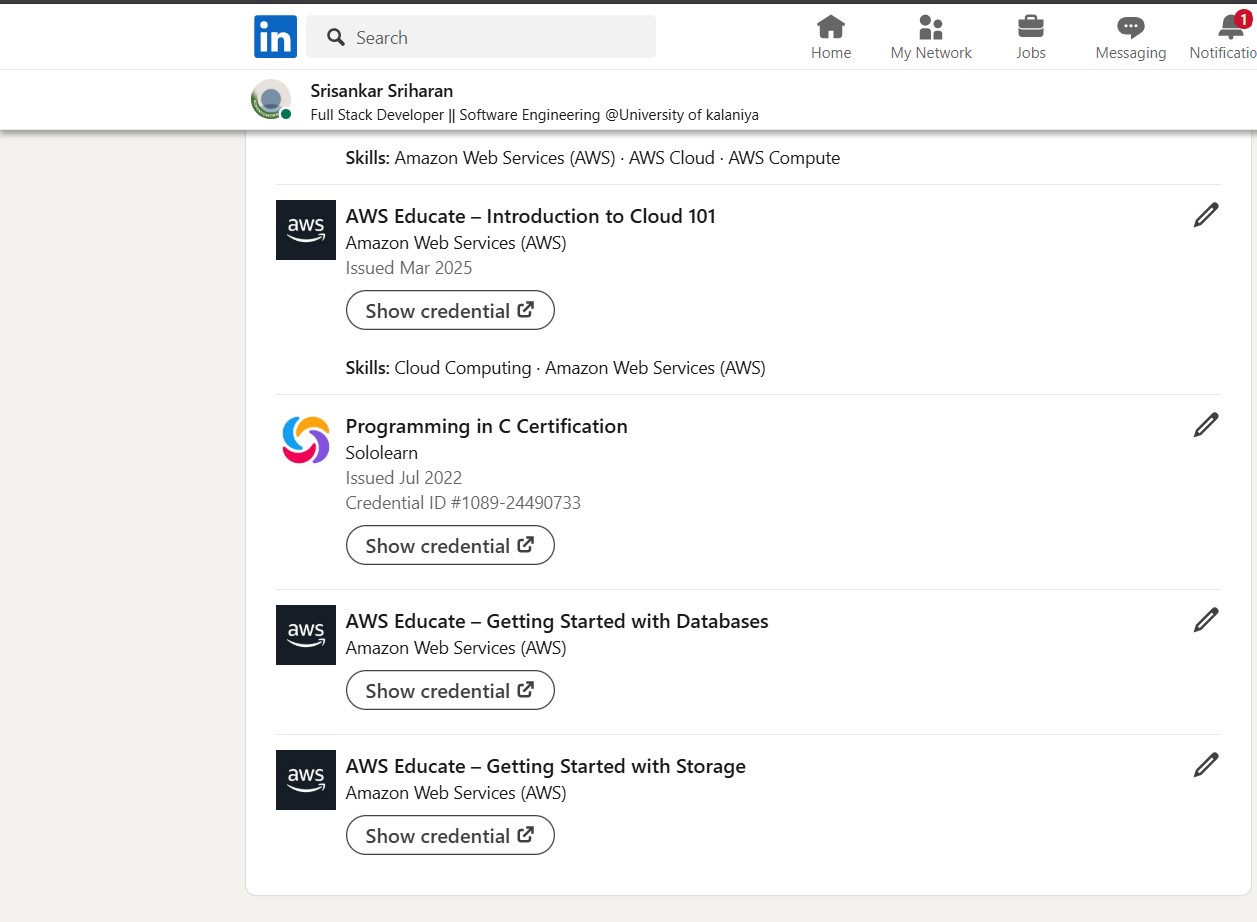 in
Search
Home
My Network
Jobs
Messaging
1
Notificatio
Srisankar Sriharan
Full Stack Developer || Software Engineering @University of kalaniya
Skills: Amazon Web Services (AWS) · AWS Cloud · AWS Compute
aws
AWS Educate – Introduction to Cloud 101
Amazon Web Services (AWS)
Issued Mar 2025
Show credential
Skills: Cloud Computing · Amazon Web Services (AWS)
Programming in C Certification
Sololearn
Issued Jul 2022
Credential ID #1089-24490733
Show credential
aws
AWS Educate – Getting Started with Databases
Amazon Web Services (AWS)
Show credential
aws
AWS Educate – Getting Started with Storage
Amazon Web Services (AWS)
Show credential